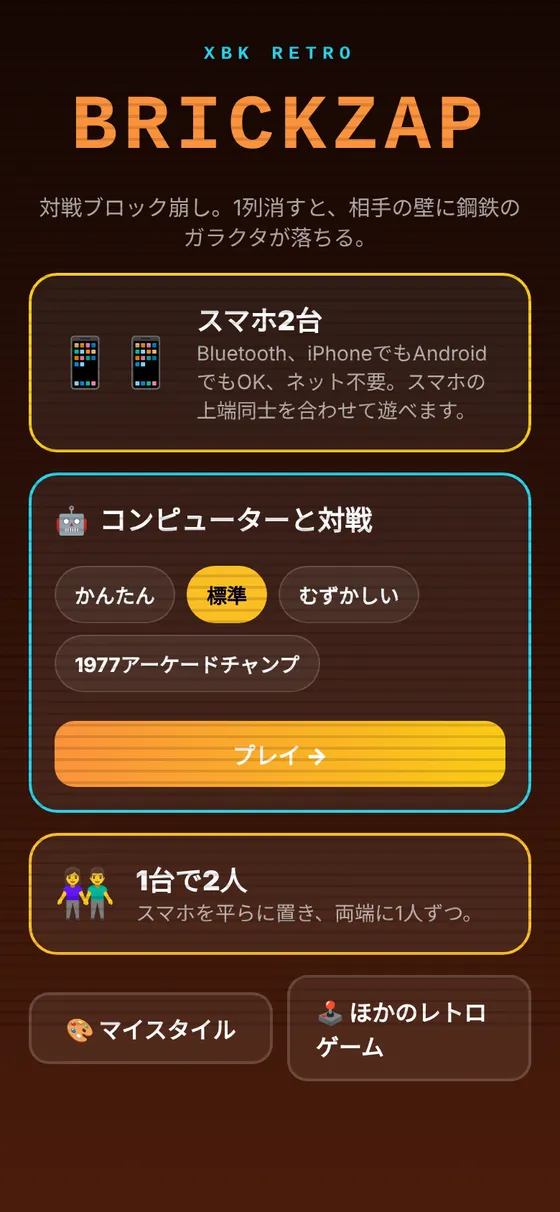 XBK RETRO
BRICKZAP
対戦ブロック崩し。1列消すと、相手の壁に鋼鉄の
ガラクタが落ちる。
スマホ2台
Bluetooth、iPhoneでもAndroid
でもOK、ネット不要。スマホの
上端同士を合わせて遊べます。
コンピューターと対戦
かんたん
標準
むずかしい
1977アーケードチャンプ
プレイ →
1台で2人
スマホを平らに置き、両端に1人ずつ。
マイスタイル
ほかのレトロ
ゲーム